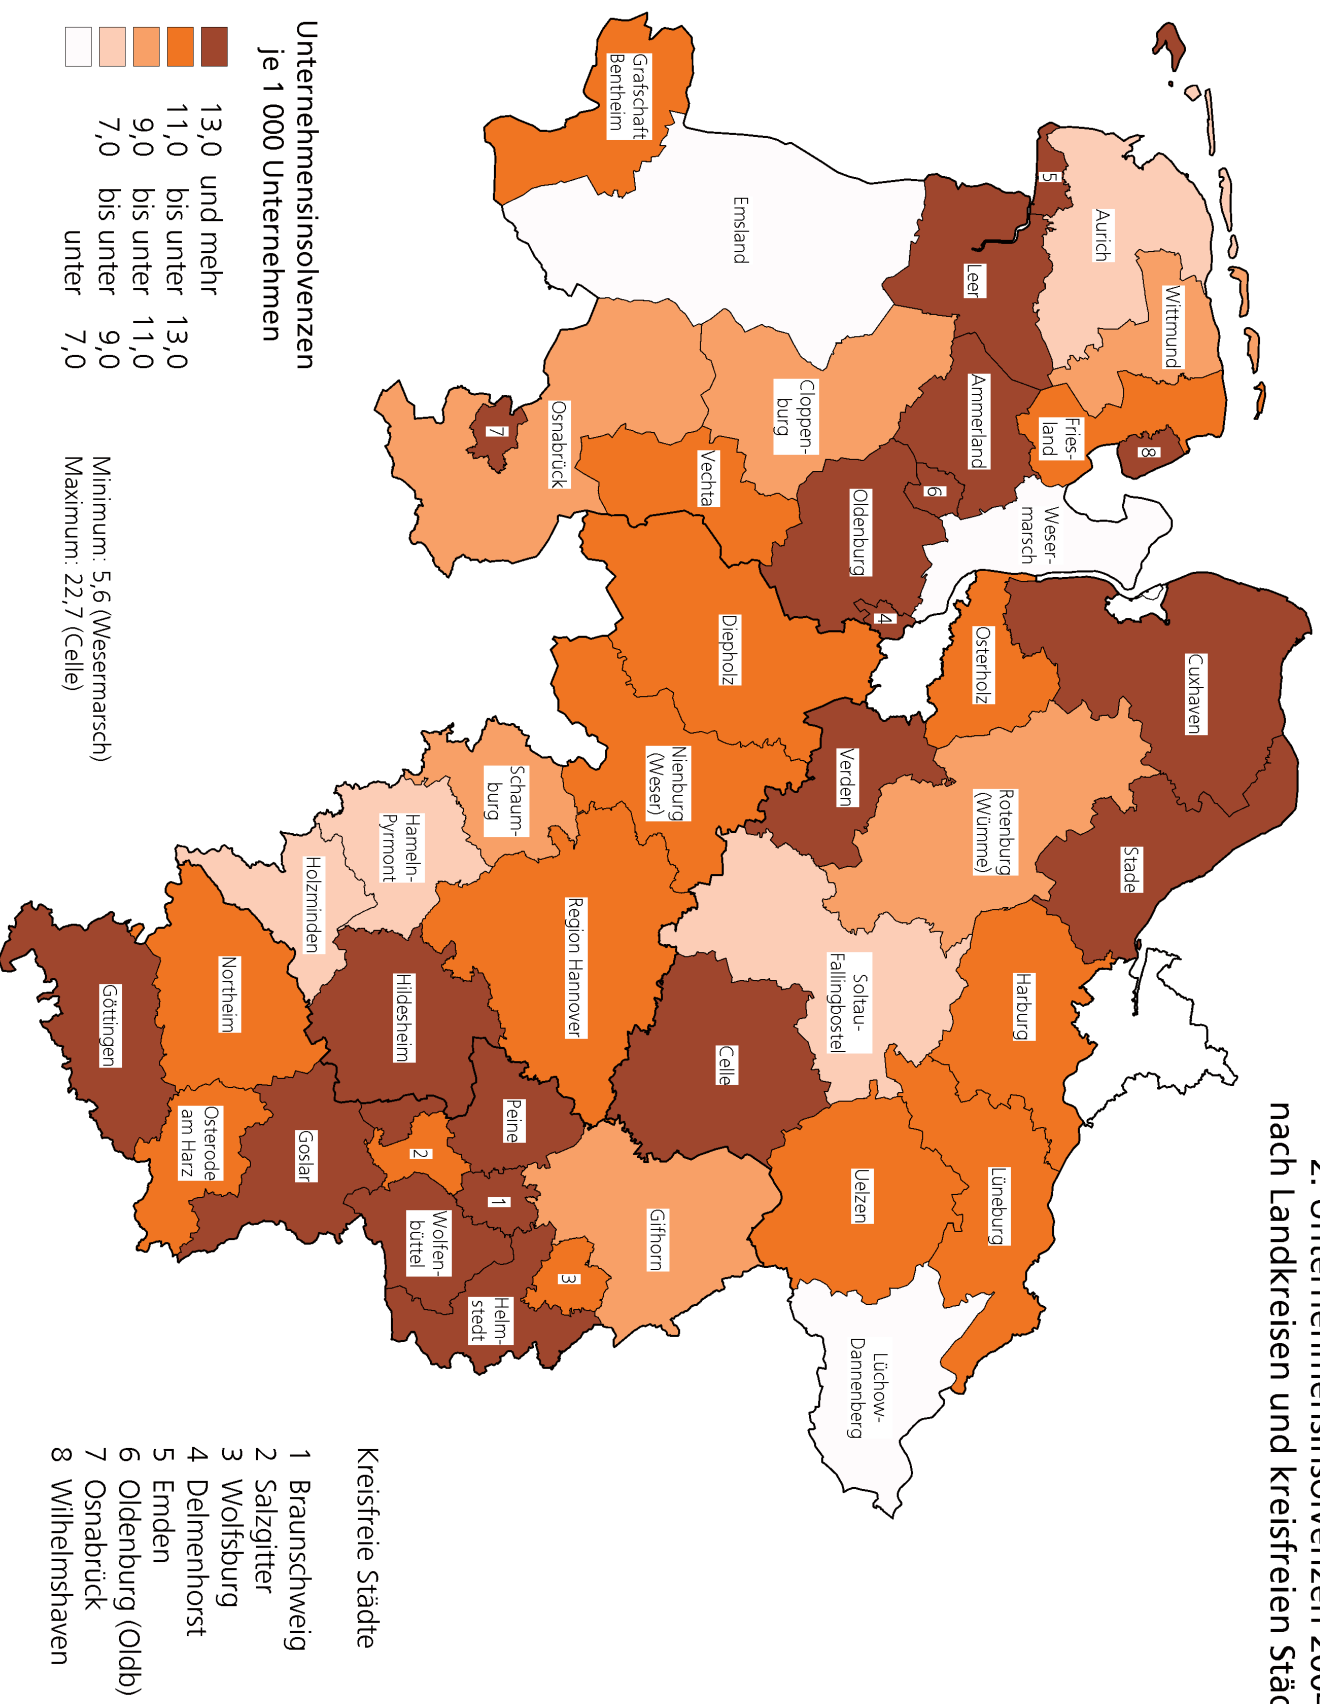 nach Landkreisen und kreisfreien
Wittmund
Aurich
5
8
Fries-
land
Leer
Ammerland
Weser-
marsch
6
Cuxhaven
Stade
Osterholz
Rotenburg
(Wümme)
Harburg
Lüneburg
Emsland
Cloppen-
burg
Oldenburg
4
Verden
Soltau-
Fallingbostel
Uelzen
Lüchow-
Dannenberg
Grafschaft
Bentheim
Vechta
Diepholz
Nienburg
(Weser)
Celle
Gifhorn
Osnabrück
7
Schaum-
burg
Region Hannover
Peine
1
3
Helm-
stedt
Hameln-
Pyrmont
Hildesheim
2
Wolfen-
büttel
Holzminden
Goslar
Northeim
Osterode
am Harz
Göttingen
Unternehmensinsolvenzen
je 1 000 Unternehmen
13,0 und mehr
11,0 bis unter 13,0
9,0 bis unter 11,0
7,0 bis unter 9,0
unter 7,0
Minimum: 5,6 (Wesermarsch)
Maximum: 22,7 (Celle)
Kreisfreie Städte
1 Braunschweig
2 Salzgitter
3 Wolfsburg
4 Delmenhorst
5 Emden
6 Oldenburg (Oldb)
7 Osnabrück
8 Wilhelmshaven